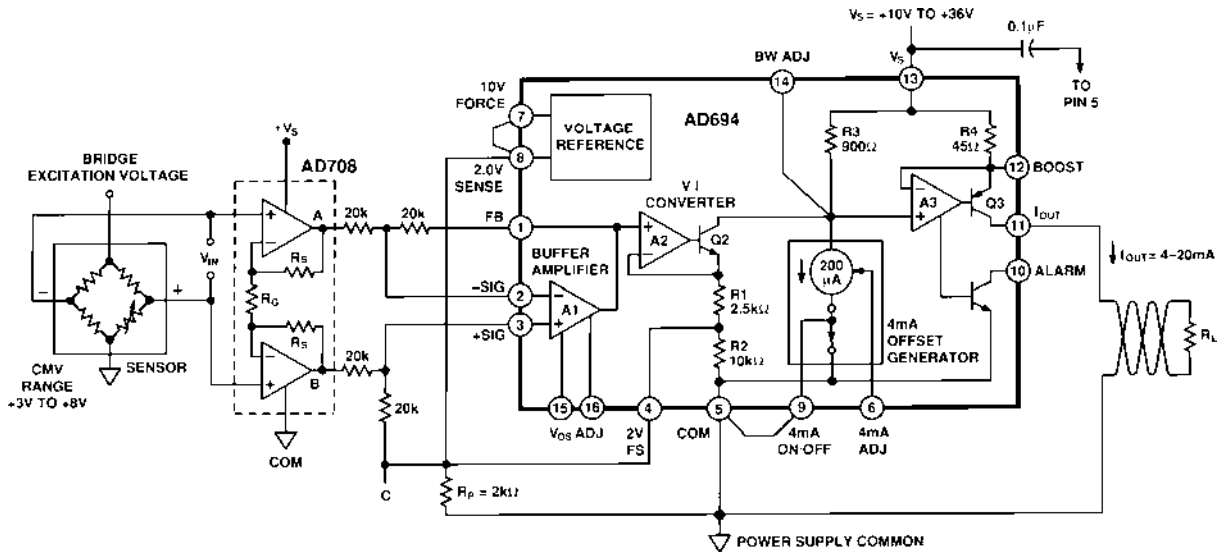 Vs = +10V TO +36V
0.1µF
TO
PIN 5
BW ADJ
Vs
14
13
10V
FORCE
7
VOLTAGE
REFERENCE
AD694
R3
900Ω
R4
45Ω
+Vs
8
12
BOOST
BRIDGE
EXCITATION VOLTAGE
AD708
2.0V
SENSE
V I
CONVERTER
A3
Q3
IOUT
+
−
A
20k
20k
FB
1
+
−
A2
Q2
−
+
11
VIN
RS
BUFFER
AMPLIFIER
200
µA
10
ALARM
IOUT = 4–20mA
−
+
RG
−SIG
2
−
A1
R1
2.5kΩ
+SIG
3
+
4mA
OFFSET
GENERATOR
RL
RS
20k
R2
10kΩ
SENSOR
−
+
B
CMV
RANGE
+3V TO +8V
20k
15
16
4
5
9
6
VOS ADJ
2V
FS
COM
4mA
ON-OFF
4mA
ADJ
COM
C
RP = 2kΩ
POWER SUPPLY COMMON